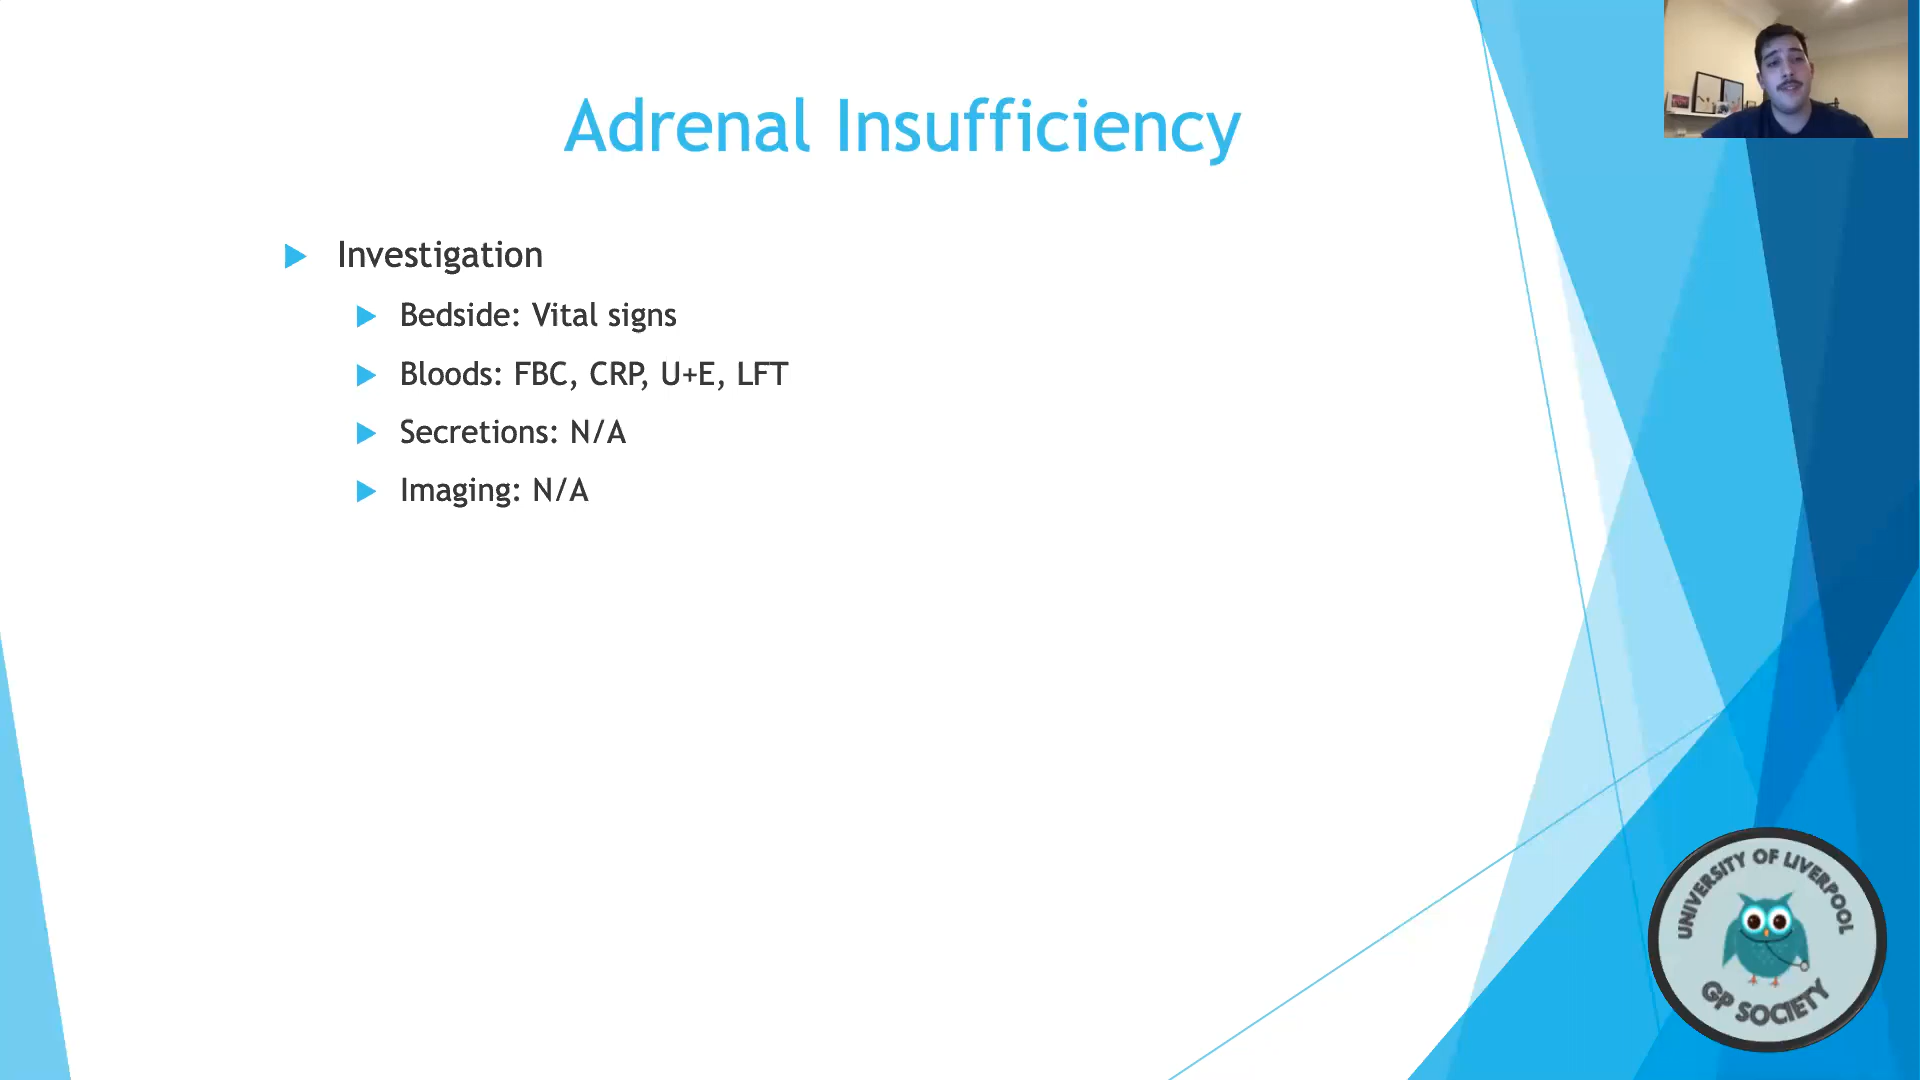 Adrenal Insufficiency
Investigation
Bedside: Vital signs
Bloods: FBC, CRP, U+E, LFT
Secretions: N/A
Imaging: N/A
UNIVERSITY OF LIVERPOOL
GP SOCIETY